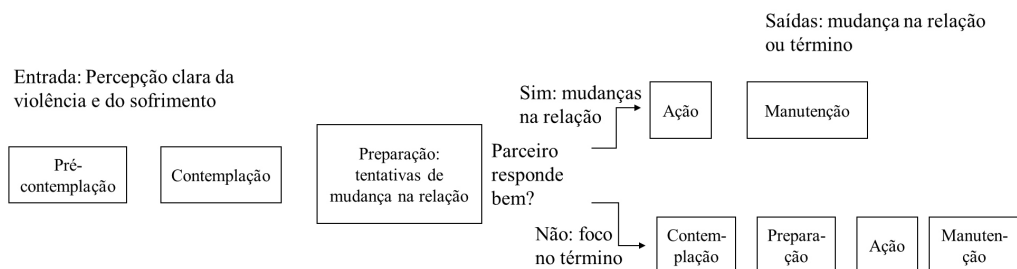 Saídas: mudança na relação
ou término
Entrada: Percepção clara da
violência e do sofrimento
Sim: mudanças
na relação
Ação
Manutenção
Pré-
contemplação
Contemplação
Preparação:
tentativas de
mudança na relação
Parceiro
responde
bem?
Não: foco
no término
Contem-
plação
Prepara-
ção
Ação
Manuten-
ção